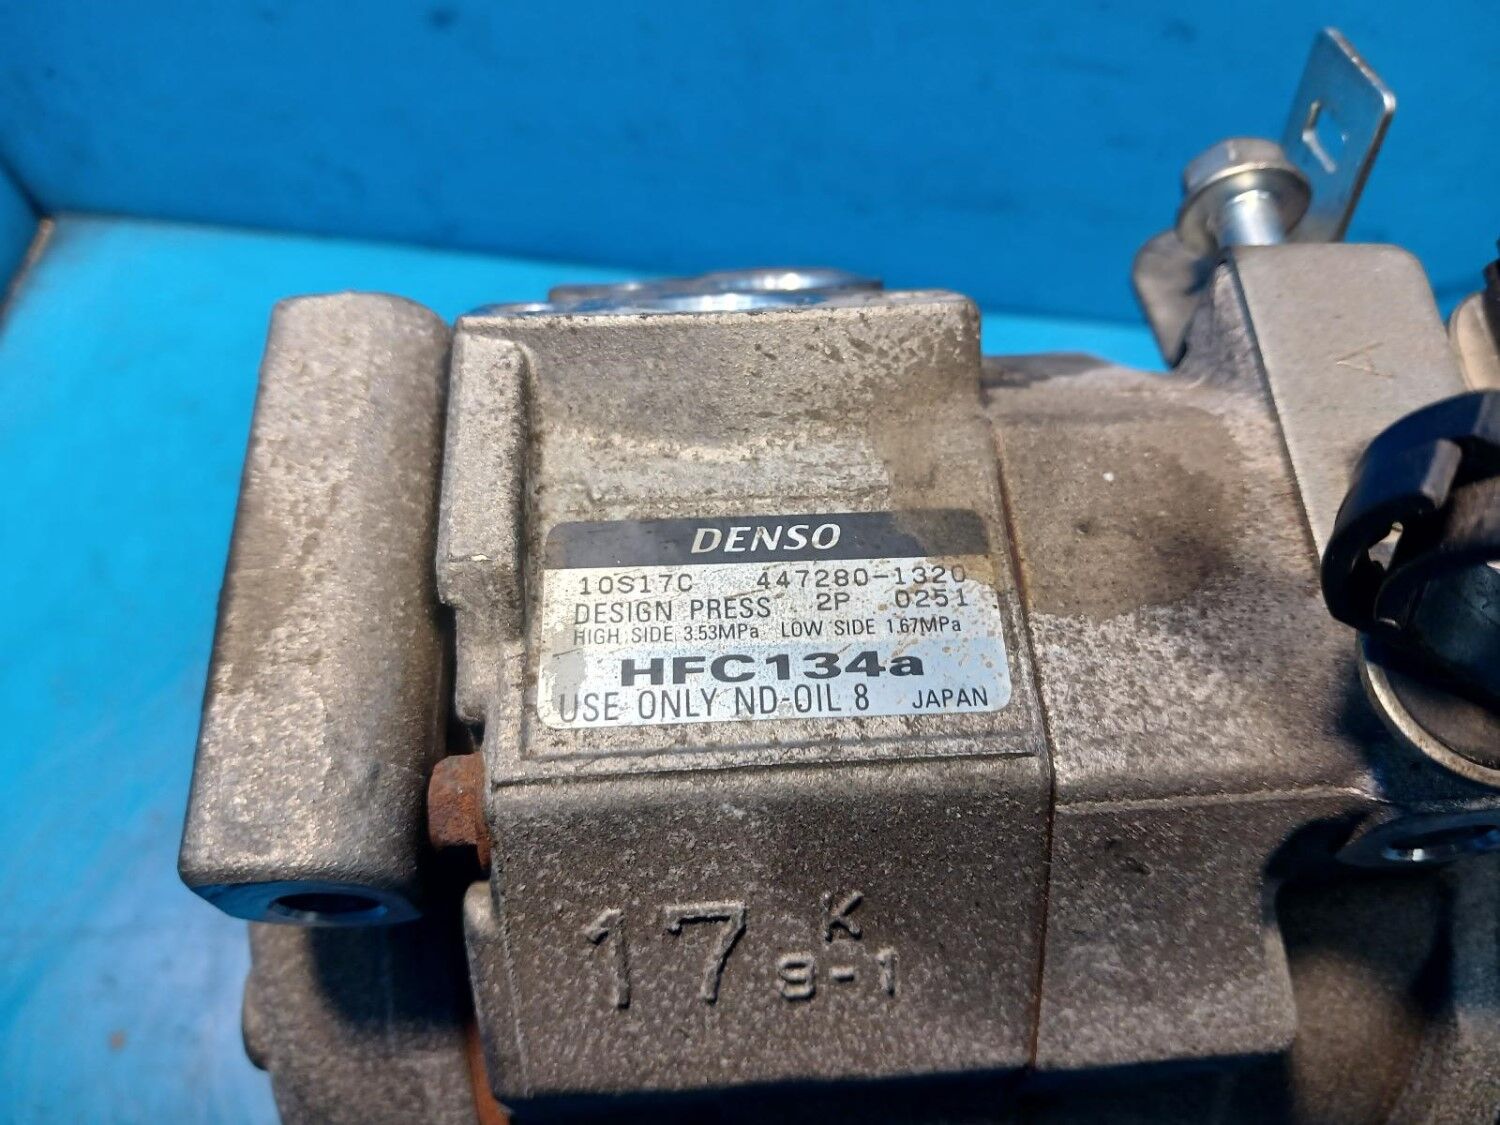 DENSO
10S17C 447280-1320
DESIGN PRESS 2P 0251
HIGH SIDE 3.53MPa LOW SIDE 1.67MPa
HFC134a
USE ONLY ND-OIL 8 JAPAN
17 K
9-1